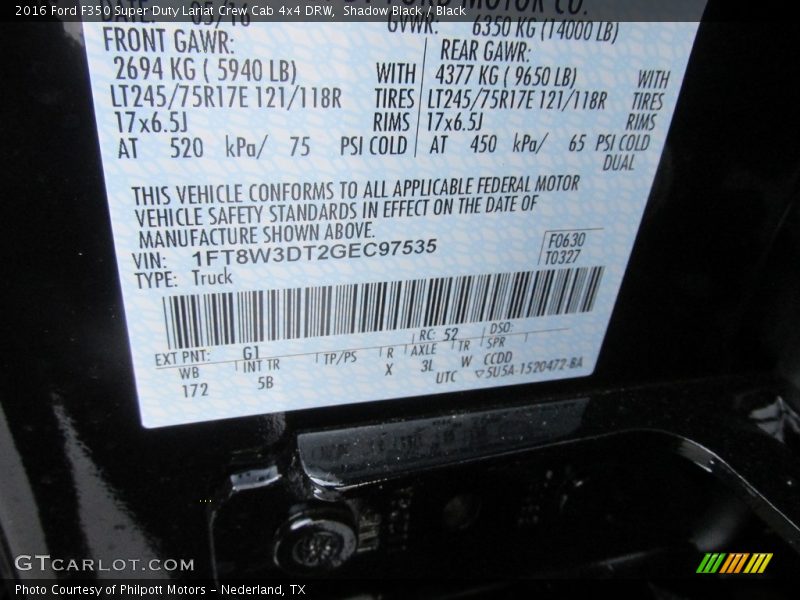 2016 Ford F350 Super Duty Lariat Crew Cab 4x4 DRW, Shadow Black / Black
DATE: 05/16 GVWR: 6350 KG (14000 LB)
FRONT GAWR: REAR GAWR:
2694 KG ( 5940 LB) WITH 4377 KG ( 9650 LB) WITH
LT245/75R17E 121/118R TIRES LT245/75R17E 121/118R TIRES
17x6.5J RIMS 17x6.5J RIMS
AT 520 kPa/ 75 PSI COLD AT 450 kPa/ 65 PSI COLD
DUAL
THIS VEHICLE CONFORMS TO ALL APPLICABLE FEDERAL MOTOR
VEHICLE SAFETY STANDARDS IN EFFECT ON THE DATE OF
MANUFACTURE SHOWN ABOVE.
VIN: 1FT8W3DT2GEC97535 F0630
TYPE: Truck T0327
EXT PNT: G1 RC: 52 DSO:
WB INT TR TP/PS R AXLE TR SPR
172 5B X 3L W CCDD
UTC ▽5U5A-1520472-BA
GTCARLOT.COM
Photo Courtesy of Philpott Motors - Nederland, TX